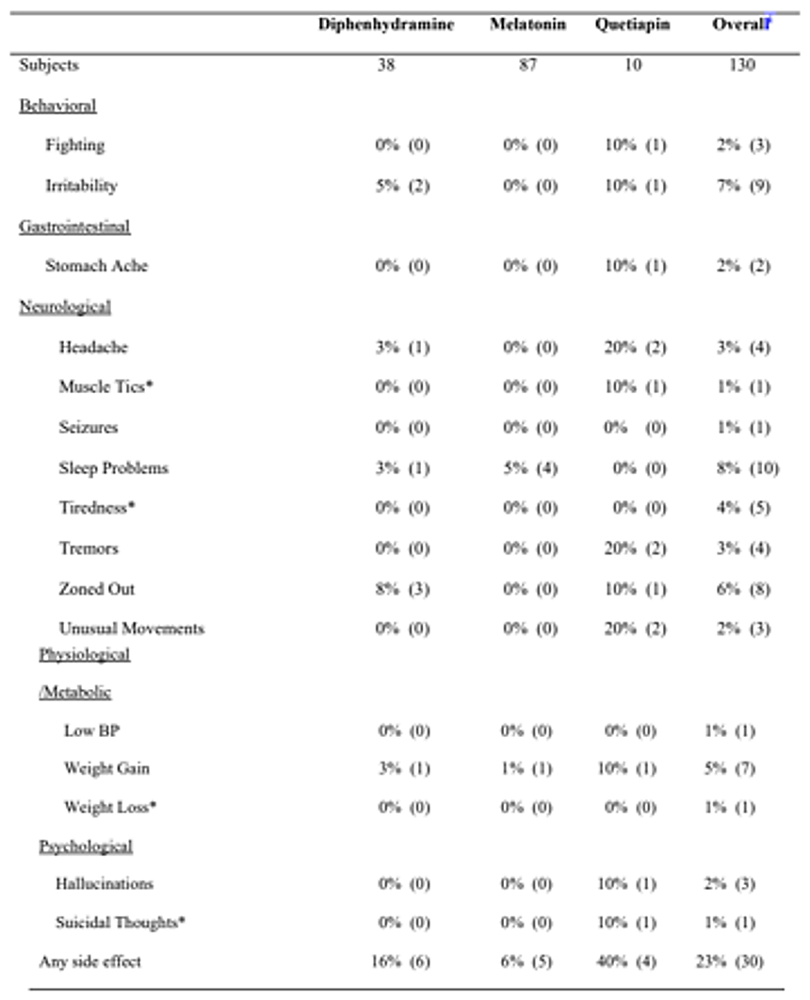 Diphenhydramine Melatonin Quetiapin Overall
Subjects 38 87 10 130
Behavioral
Fighting 0% (0) 0% (0) 10% (1) 2% (3)
Irritability 5% (2) 0% (0) 10% (1) 7% (9)
Gastrointestinal
Stomach Ache 0% (0) 0% (0) 10% (1) 2% (2)
Neurological
Headache 3% (1) 0% (0) 20% (2) 3% (4)
Muscle Tics* 0% (0) 0% (0) 10% (1) 1% (1)
Seizures 0% (0) 0% (0) 0% (0) 1% (1)
Sleep Problems 3% (1) 5% (4) 0% (0) 8% (10)
Tiredness* 0% (0) 0% (0) 0% (0) 4% (5)
Tremors 0% (0) 0% (0) 20% (2) 3% (4)
Zoned Out 8% (3) 0% (0) 10% (1) 6% (8)
Unusual Movements 0% (0) 0% (0) 20% (2) 2% (3)
Physiological
/Metabolic
Low BP 0% (0) 0% (0) 0% (0) 1% (1)
Weight Gain 3% (1) 1% (1) 10% (1) 5% (7)
Weight Loss* 0% (0) 0% (0) 0% (0) 1% (1)
Psychological
Hallucinations 0% (0) 0% (0) 10% (1) 2% (3)
Suicidal Thoughts* 0% (0) 0% (0) 10% (1) 1% (1)
Any side effect 16% (6) 6% (5) 40% (4) 23% (30)